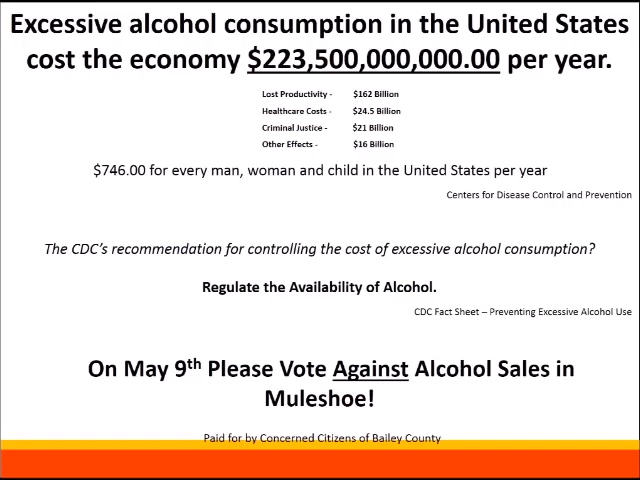 Excessive alcohol consumption in the United States
cost the economy $223,500,000,000.00 per year.
Lost Productivity - $162 Billion
Healthcare Costs - $24.5 Billion
Criminal Justice - $21 Billion
Other Effects - $16 Billion
$746.00 for every man, woman and child in the United States per year
Centers for Disease Control and Prevention
The CDC's recommendation for controlling the cost of excessive alcohol consumption?
Regulate the Availability of Alcohol.
CDC Fact Sheet – Preventing Excessive Alcohol Use
On May 9th Please Vote Against Alcohol Sales in
Muleshoe!
Paid for by Concerned Citizens of Bailey County